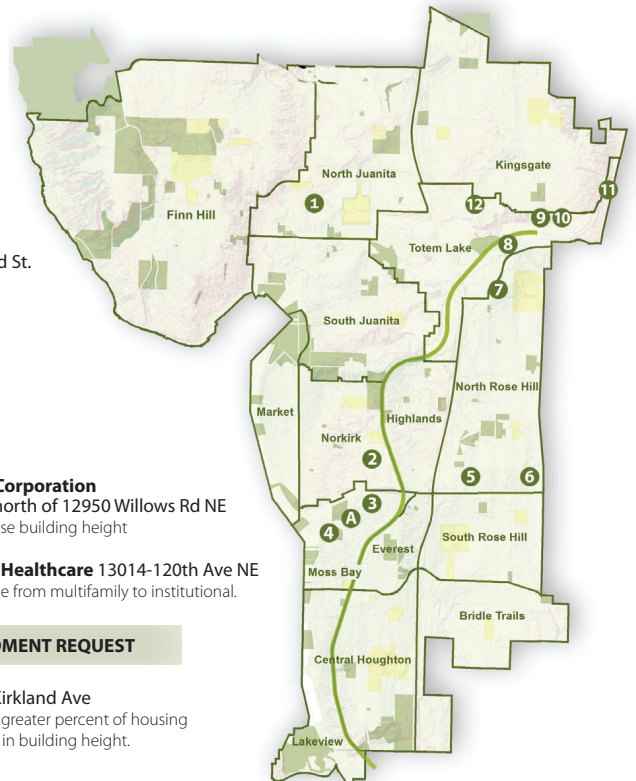 d St.
Corporation
north of 12950 Willows Rd NE
se building height
Healthcare 13014-120th Ave NE
e from multifamily to institutional.
DMENT REQUEST
Kirkland Ave
greater percent of housing
in building height.
Kingsgate
North Juanita
11
1
12
9 10
Finn Hill
Totem Lake
8
7
South Juanita
North Rose Hill
Market
Highlands
Norkirk
2
5
6
3
A
4
South Rose Hill
Everest
Moss Bay
Bridle Trails
Central Houghton
Lakeview